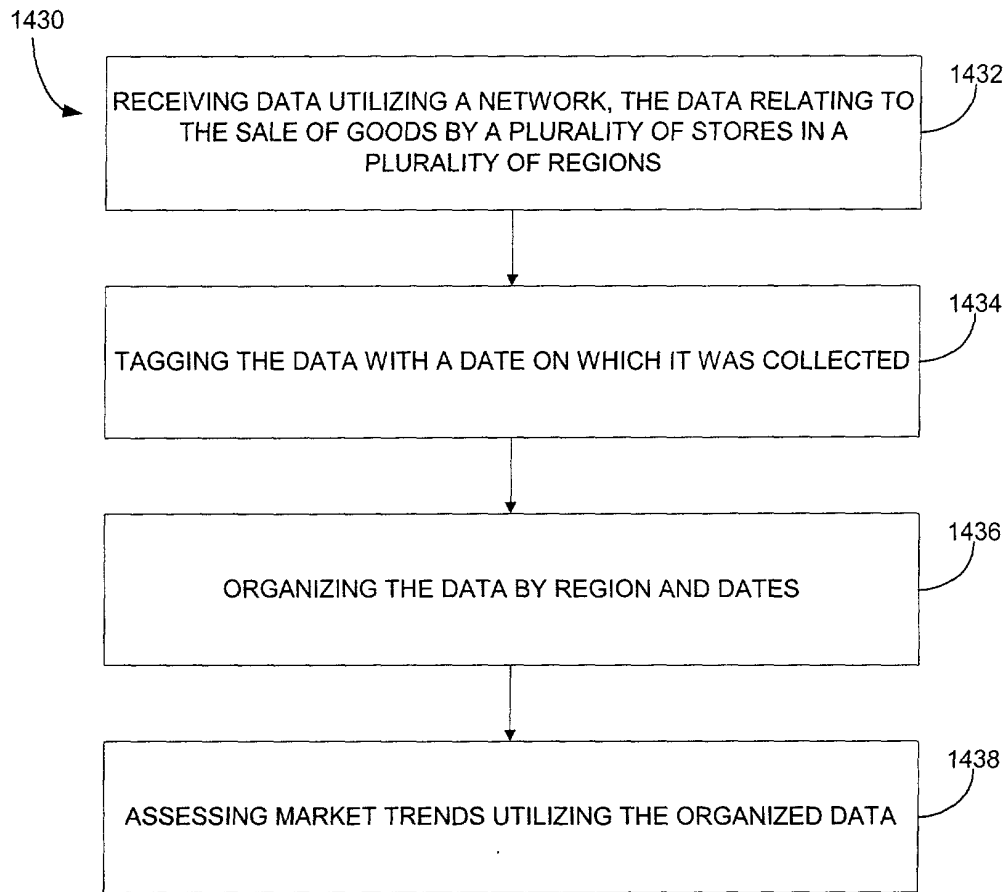 1430
1432
RECEIVING DATA UTILIZING A NETWORK, THE DATA RELATING TO
THE SALE OF GOODS BY A PLURALITY OF STORES IN A
PLURALITY OF REGIONS
1434
TAGGING THE DATA WITH A DATE ON WHICH IT WAS COLLECTED
1436
ORGANIZING THE DATA BY REGION AND DATES
1438
ASSESSING MARKET TRENDS UTILIZING THE ORGANIZED DATA